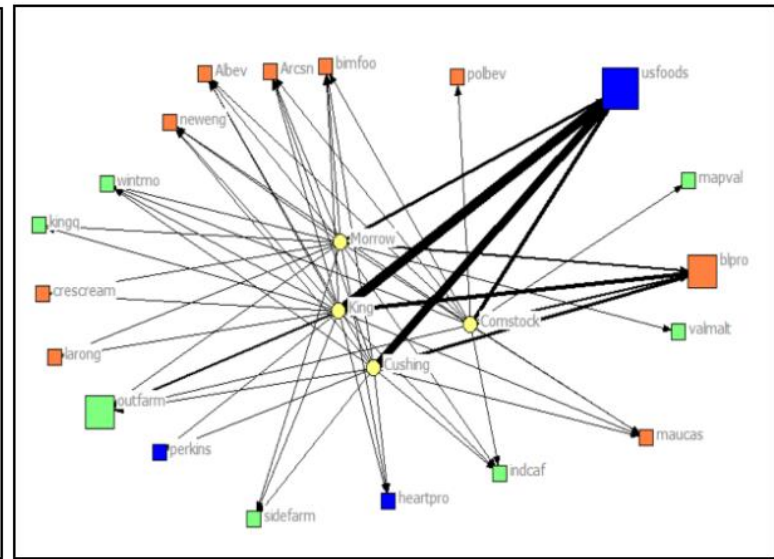 Albev
Arcsn
bimfoo
polbev
usfoods
neweng
wintmo
mapval
kingq
Morrow
blpro
crescream
King
Comstock
valmalt
larong
Cushing
outfarm
maucas
perkins
indcaf
heartpro
sidefarm